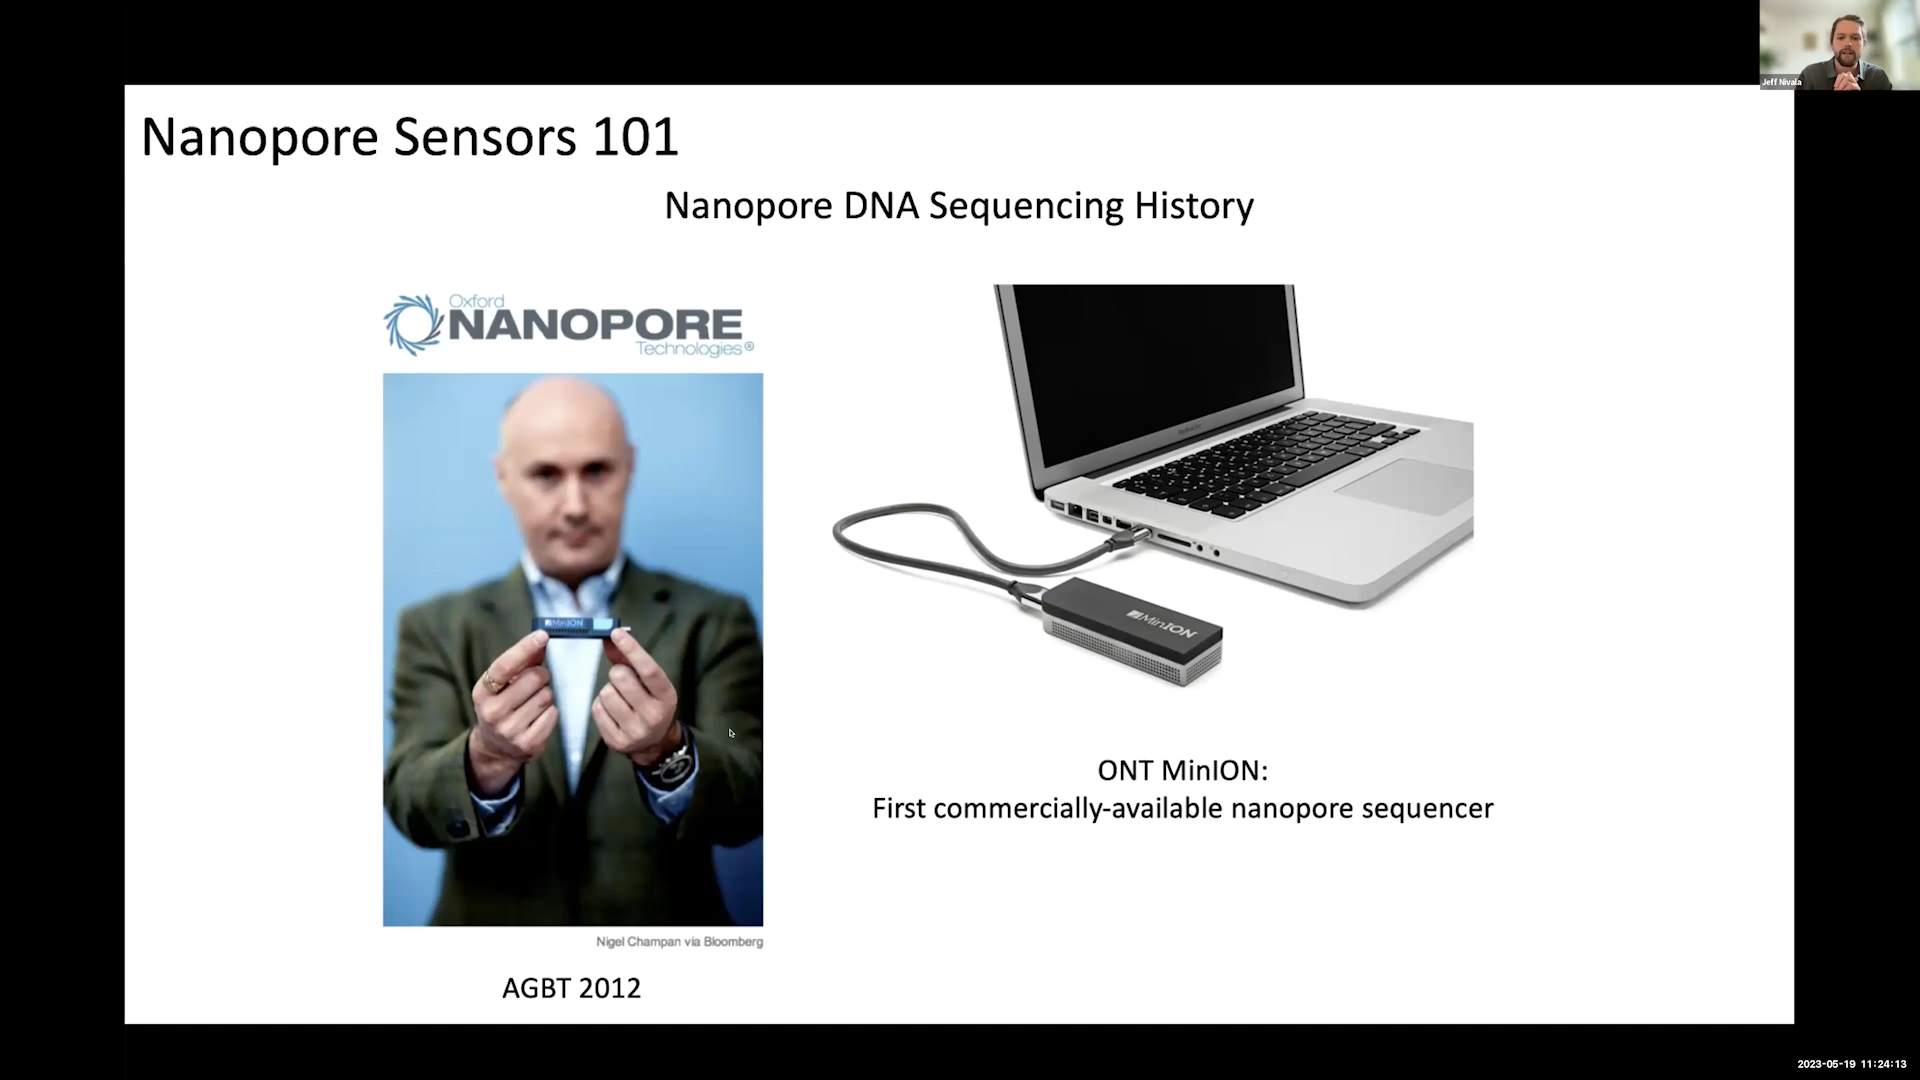 Jeff Nivala
Nanopore Sensors 101
Nanopore DNA Sequencing History
Oxford
NANOPORE
Technologies®
MinION
MinION
ONT MinION:
First commercially-available nanopore sequencer
Nigel Champan via Bloomberg
AGBT 2012
2023-05-19 11:24:13